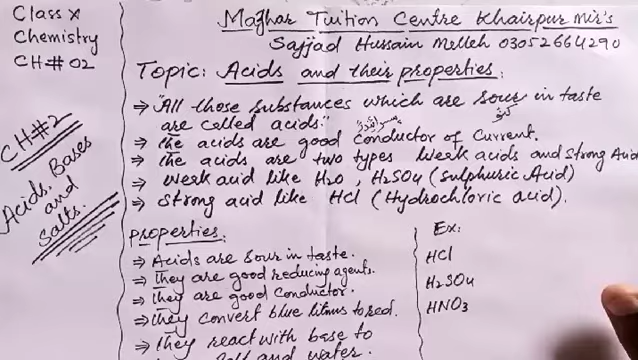 Class X
Chemistry
CH# 02
CH#2
Acids, Bases
and
Salts.
Mazhar Tuition Centre Khairpur Mir's
Sajjad Hussain Melleh 03052664290
Topic: Acids and their properties.
⇒ "All those substances which are sour in taste
are called acids."
⇒ The acids are good conductor of current.
⇒ The acids are two types Weak acids and Strong Acid
⇒ Weak acid like H2O, H2SO4 (Sulphuric Acid)
⇒ Strong acid like HCl (Hydrochloric acid).
Properties.
⇒ Acids are sour in taste.
⇒ They are good reducing agents.
⇒ They are good conductor.
⇒ They convert blue litmus to red.
⇒ They react with base to
and water.
Ex:
HCl
H2SO4
HNO3